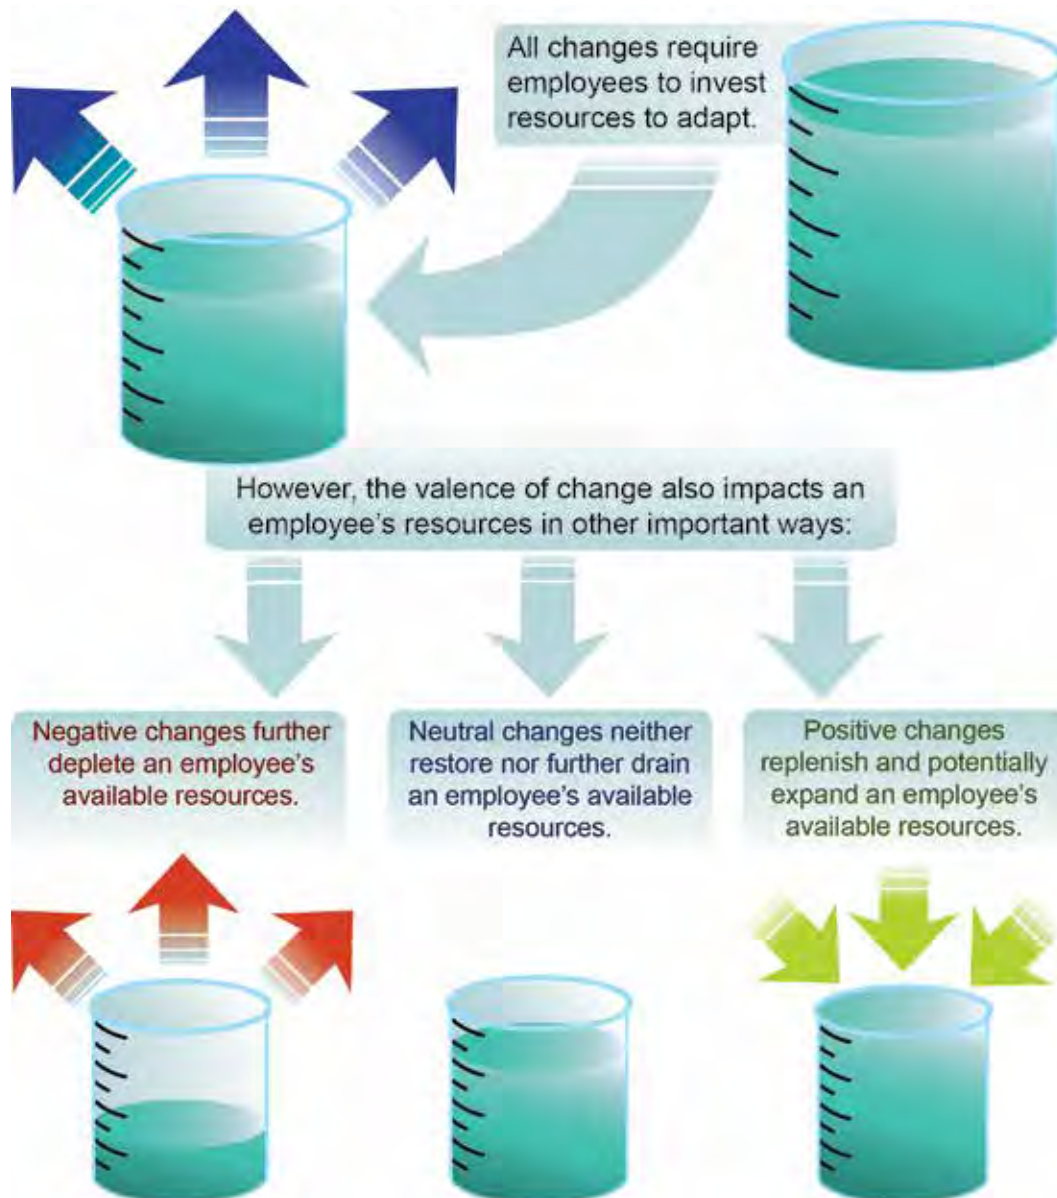 All changes require
employees to invest
resources to adapt.
However, the valence of change also impacts an
employee's resources in other important ways:
Negative changes further
deplete an employee's
available resources.
Neutral changes neither
restore nor further drain
an employee's available
resources.
Positive changes
replenish and potentially
expand an employee's
available resources.